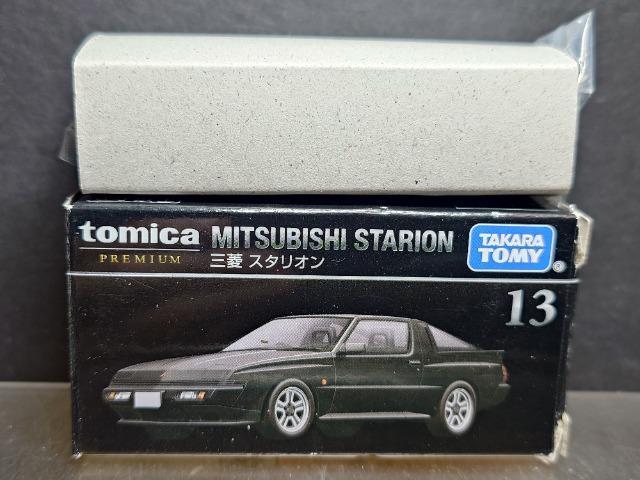 tomica
PREMIUM
MITSUBISHI STARION
三菱 スタリオン
TAKARA
TOMY
©
13